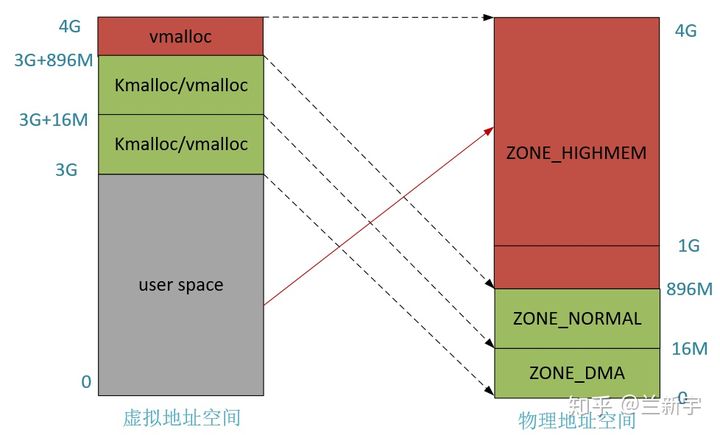 4G
vmalloc
3G+896M
Kmalloc/vmalloc
3G+16M
Kmalloc/vmalloc
3G
user space
0
虚拟地址空间
4G
ZONE_HIGHMEM
1G
896M
ZONE_NORMAL
16M
ZONE_DMA
0
物理地址空间
知乎 @兰新宇